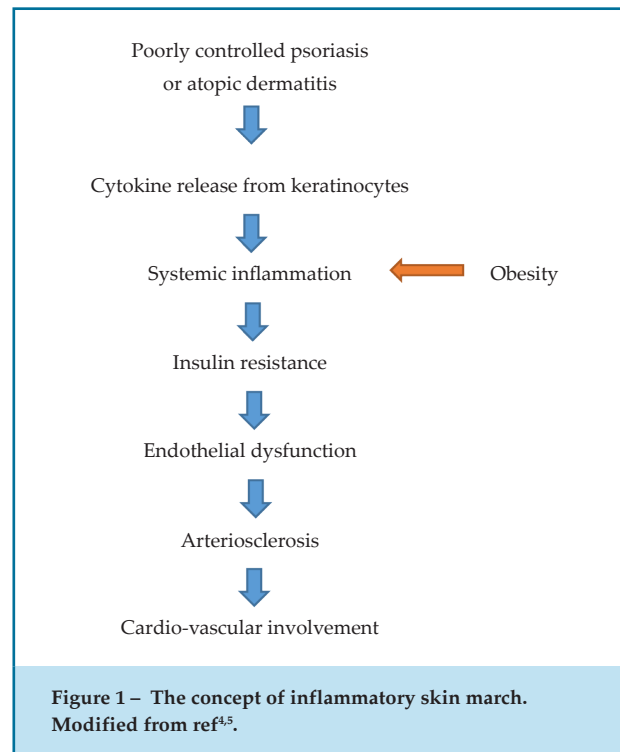 Poorly controlled psoriasis
or atopic dermatitis
Cytokine release from keratinocytes
Systemic inflammation
Obesity
Insulin resistance
Endothelial dysfunction
Arteriosclerosis
Cardio-vascular involvement
Figure 1 – The concept of inflammatory skin march.
Modified from ref4,5.